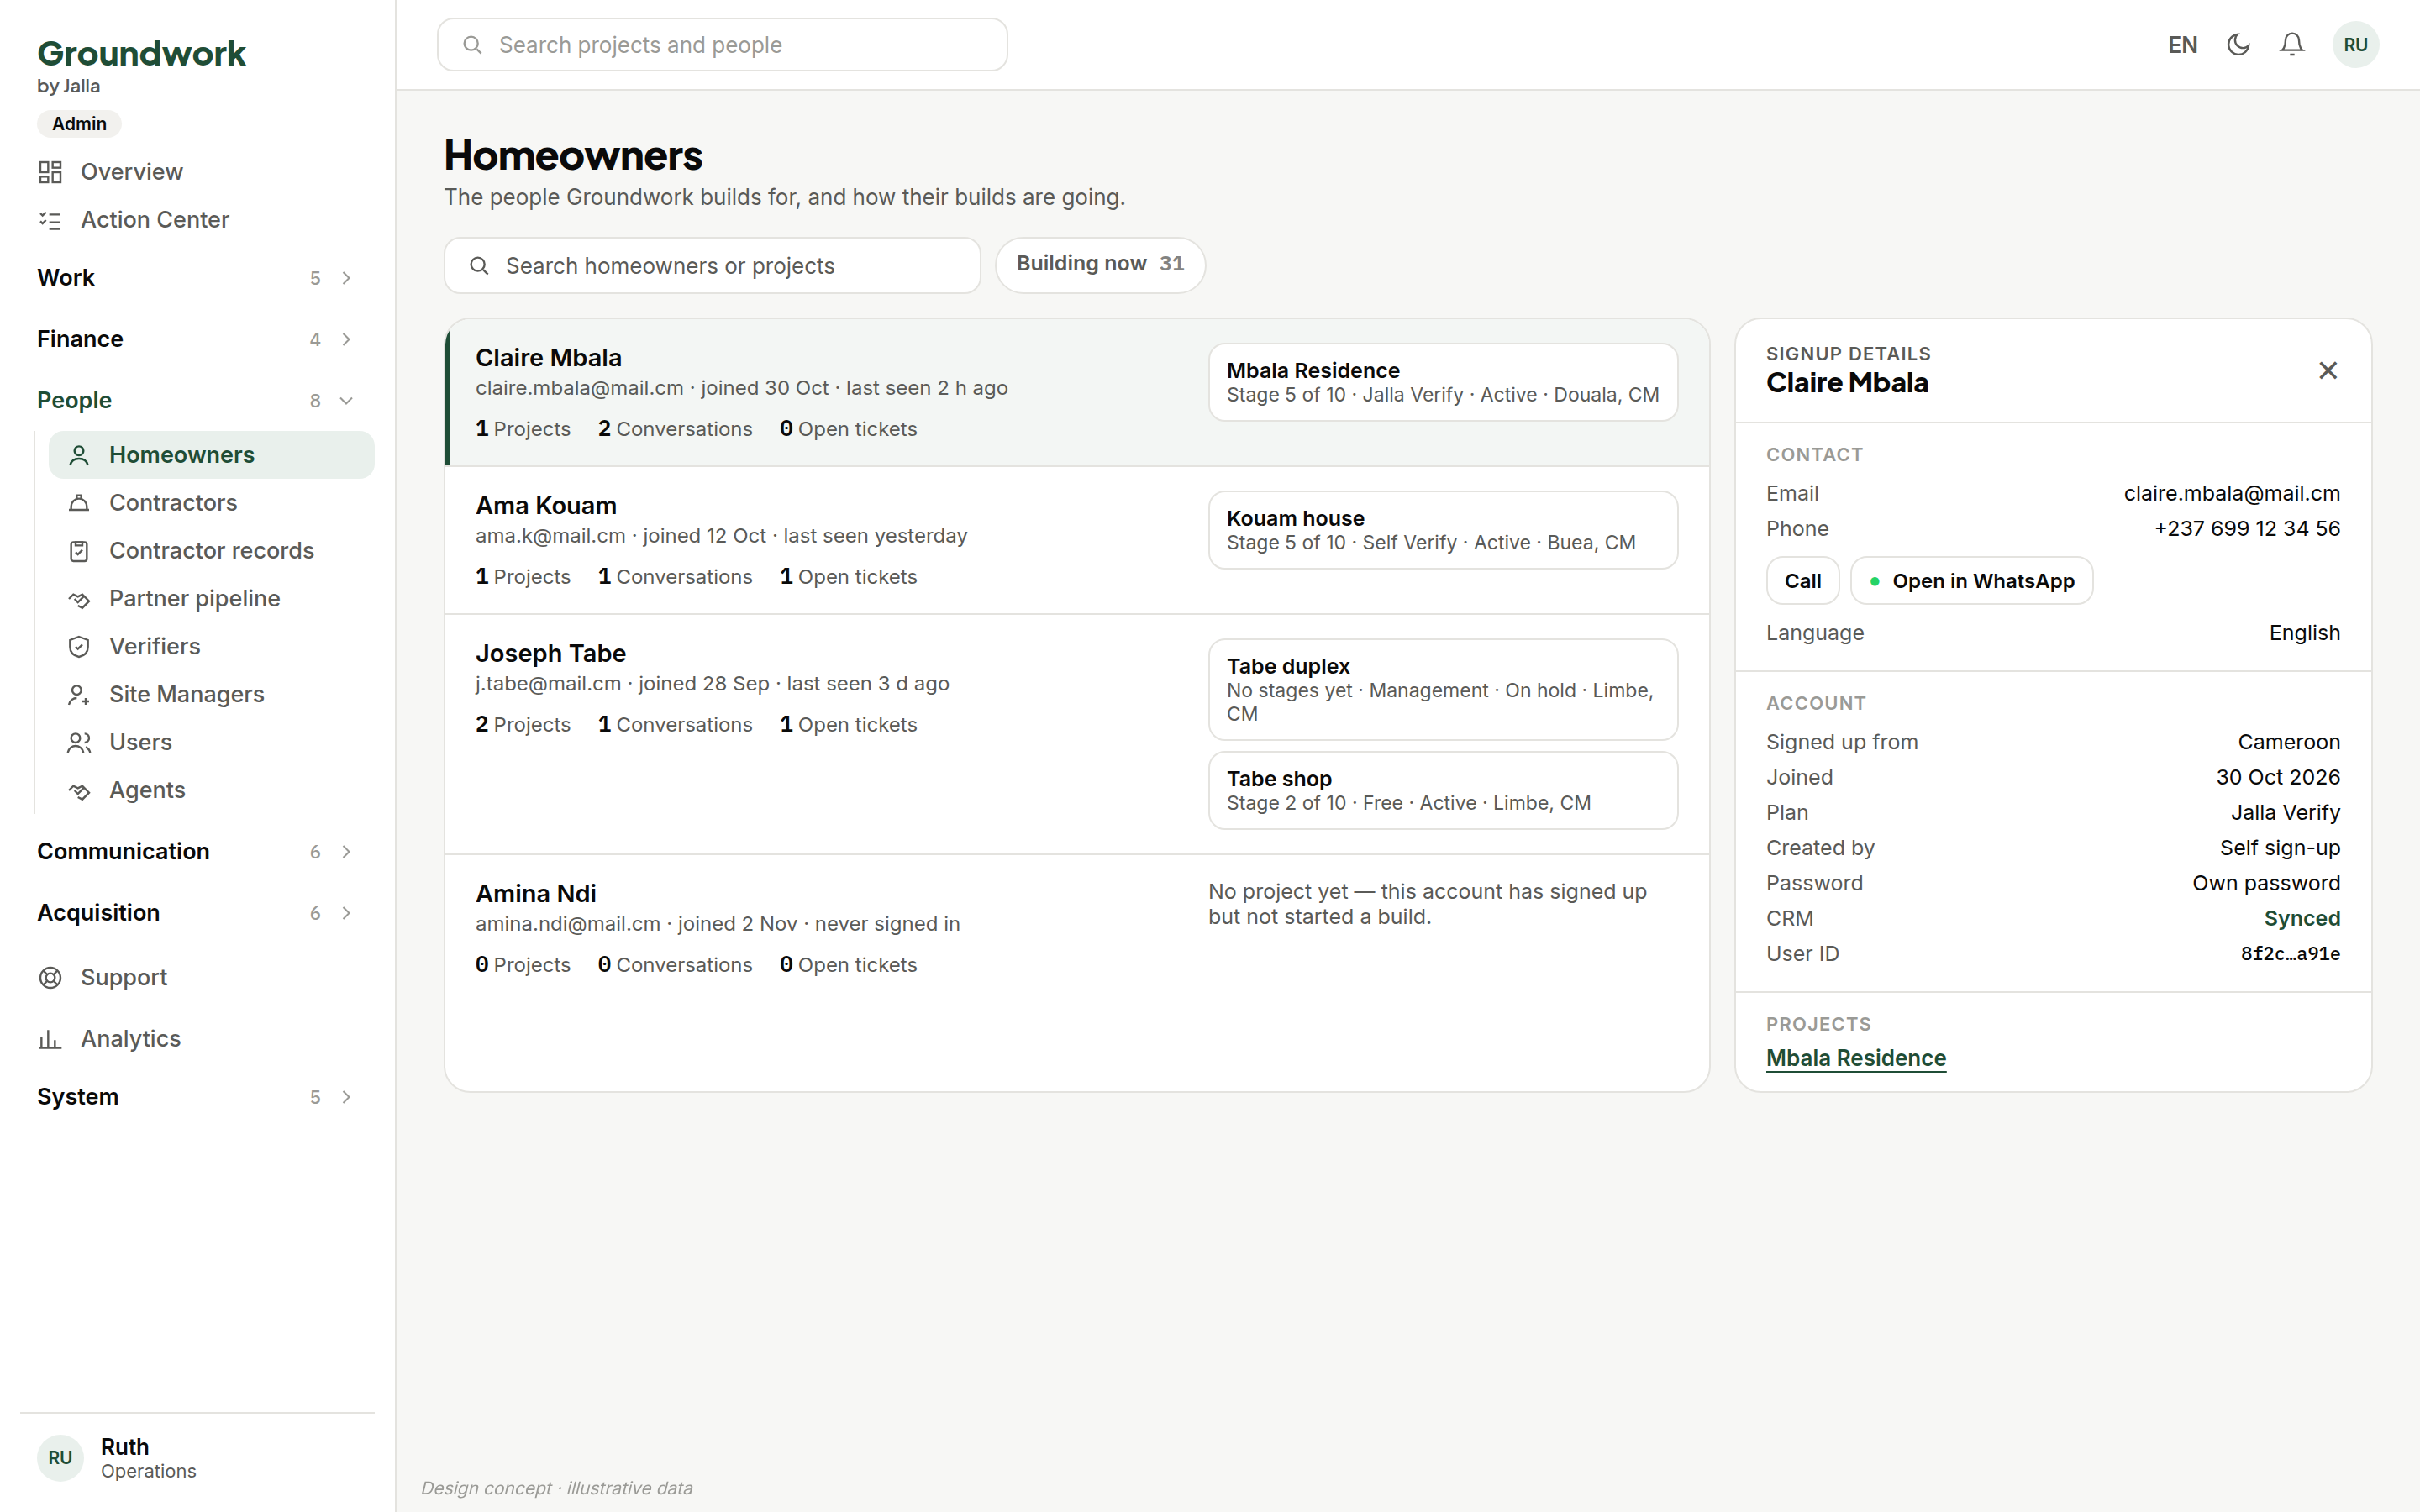 Groundwork
by Jalla
Admin
Overview
Action Center
Work 5
Finance 4
People 8
Homeowners
Contractors
Contractor records
Partner pipeline
Verifiers
Site Managers
Users
Agents
Communication 6
Acquisition 6
Support
Analytics
System 5
RU
Ruth
Operations
Search projects and people
EN
RU
Homeowners
The people Groundwork builds for, and how their builds are going.
Search homeowners or projects
Building now 31
Claire Mbala
claire.mbala@mail.cm · joined 30 Oct · last seen 2 h ago
1 Projects 2 Conversations 0 Open tickets
Mbala Residence
Stage 5 of 10 · Jalla Verify · Active · Douala, CM
Ama Kouam
ama.k@mail.cm · joined 12 Oct · last seen yesterday
1 Projects 1 Conversations 1 Open tickets
Kouam house
Stage 5 of 10 · Self Verify · Active · Buea, CM
Joseph Tabe
j.tabe@mail.cm · joined 28 Sep · last seen 3 d ago
2 Projects 1 Conversations 1 Open tickets
Tabe duplex
No stages yet · Management · On hold · Limbe,
CM
Tabe shop
Stage 2 of 10 · Free · Active · Limbe, CM
Amina Ndi
amina.ndi@mail.cm · joined 2 Nov · never signed in
0 Projects 0 Conversations 0 Open tickets
No project yet — this account has signed up
but not started a build.
SIGNUP DETAILS
Claire Mbala
CONTACT
Email claire.mbala@mail.cm
Phone +237 699 12 34 56
Call
Open in WhatsApp
Language English
ACCOUNT
Signed up from Cameroon
Joined 30 Oct 2026
Plan Jalla Verify
Created by Self sign-up
Password Own password
CRM Synced
User ID 8f2c…a91e
PROJECTS
Mbala Residence
Design concept · illustrative data